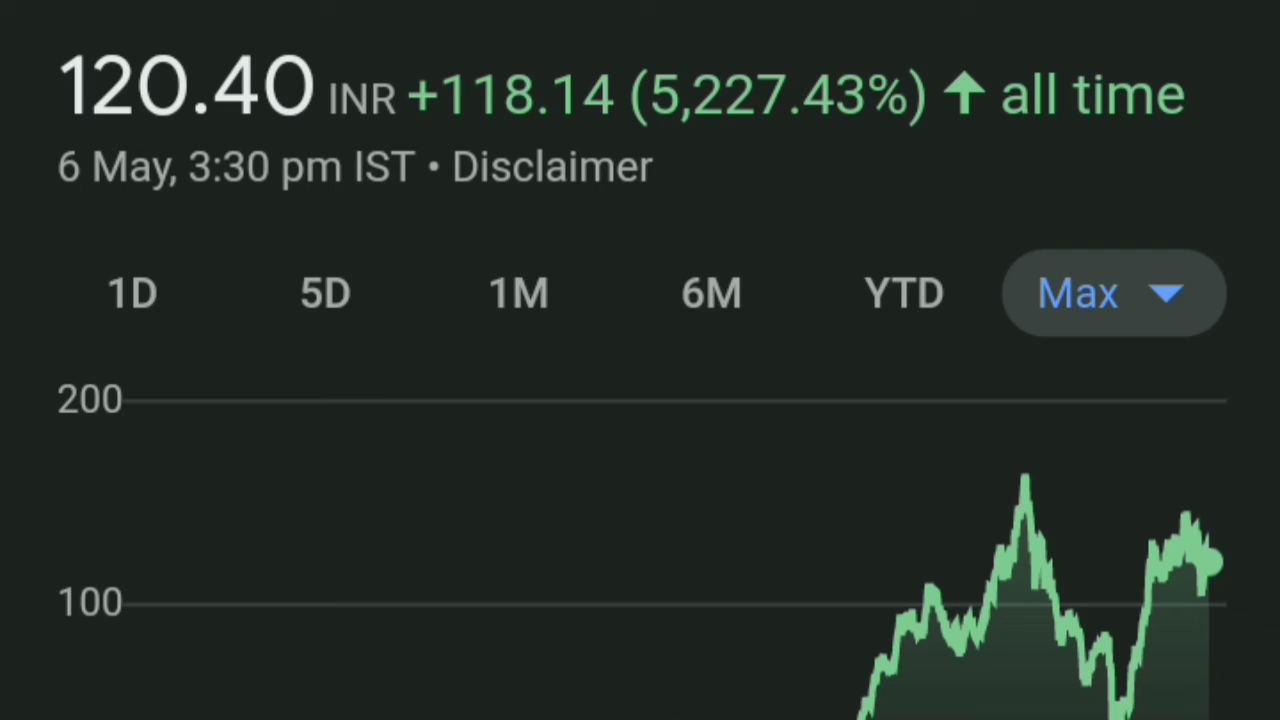 120.40 INR +118.14 (5,227.43%) ↑ all time
6 May, 3:30 pm IST • Disclaimer
1D 5D 1M 6M YTD Max
200
100